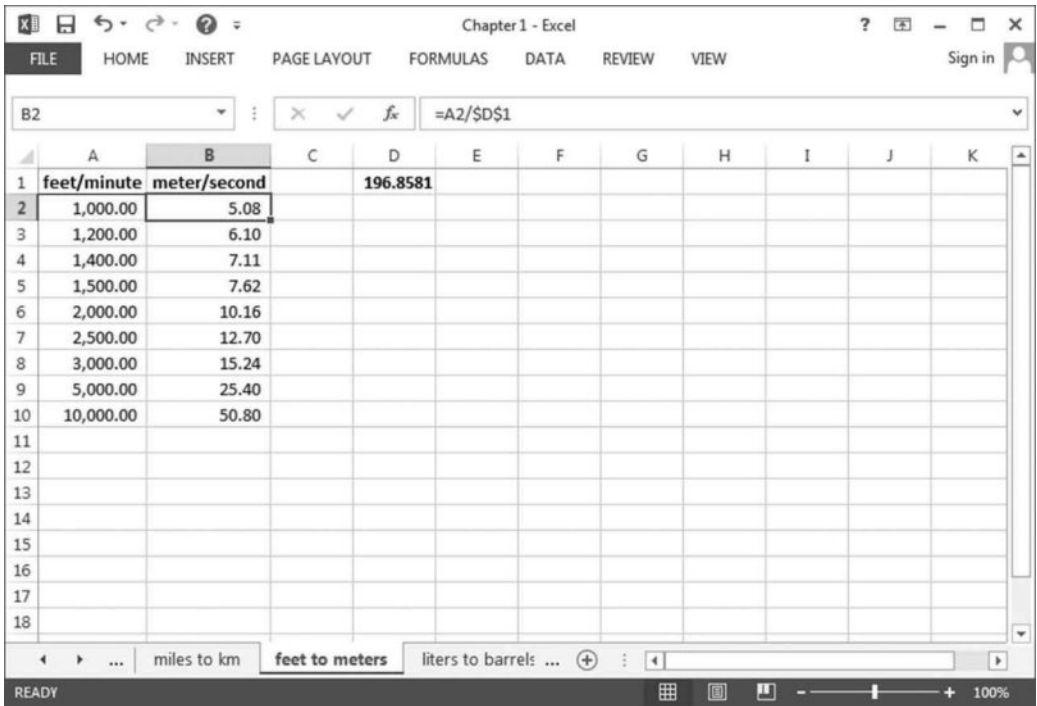 Chapter 1 - Excel
?
FILE HOME INSERT PAGE LAYOUT FORMULAS DATA REVIEW VIEW Sign in
B2 fx =A2/$D$1
A B C D E F G H I J K
1 feet/minute meter/second 196.8581
2 1,000.00 5.08
3 1,200.00 6.10
4 1,400.00 7.11
5 1,500.00 7.62
6 2,000.00 10.16
7 2,500.00 12.70
8 3,000.00 15.24
9 5,000.00 25.40
10 10,000.00 50.80
11
12
13
14
15
16
17
18
... miles to km feet to meters liters to barrels ...
READY 100%